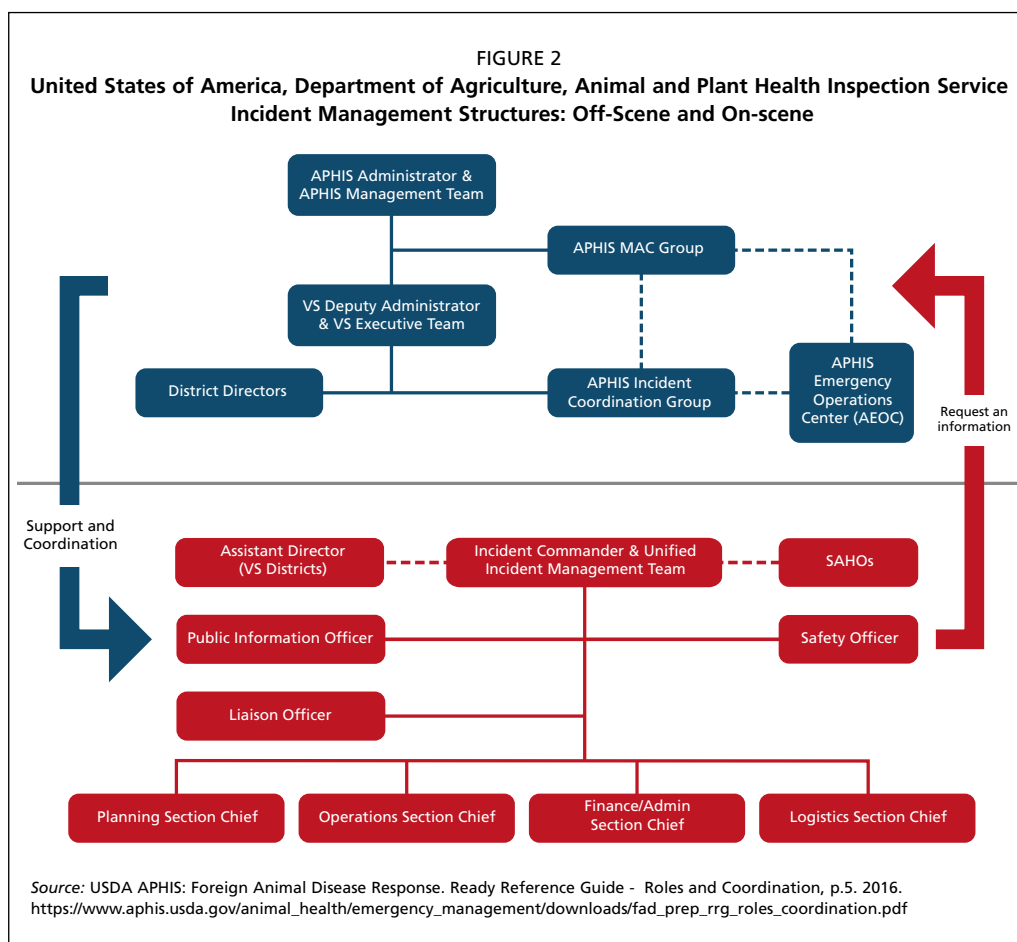 FIGURE 2
United States of America, Department of Agriculture, Animal and Plant Health Inspection Service
Incident Management Structures: Off-Scene and On-scene
APHIS Administrator &
APHIS Management Team
APHIS MAC Group
VS Deputy Administrator
& VS Executive Team
District Directors
APHIS Incident
Coordination Group
APHIS
Emergency
Operations
Center (AEOC)
Request an
information
Support and
Coordination
Assistant Director
(VS Districts)
Incident Commander & Unified
Incident Management Team
SAHOs
Public Information Officer
Safety Officer
Liaison Officer
Planning Section Chief
Operations Section Chief
Finance/Admin
Section Chief
Logistics Section Chief
Source: USDA APHIS: Foreign Animal Disease Response. Ready Reference Guide - Roles and Coordination, p.5. 2016.
https://www.aphis.usda.gov/animal_health/emergency_management/downloads/fad_prep_rrg_roles_coordination.pdf